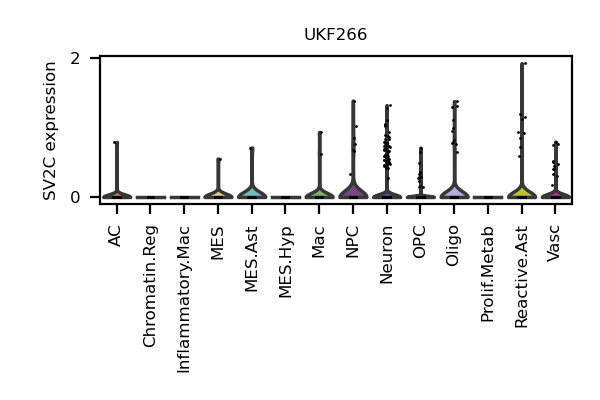 UKF266
SV2C expression
2
0
AC
Chromatin.Reg
Inflammatory.Mac
MES
MES.Ast
MES.Hyp
Mac
NPC
Neuron
OPC
Oligo
Prolif.Metab
Reactive.Ast
Vasc